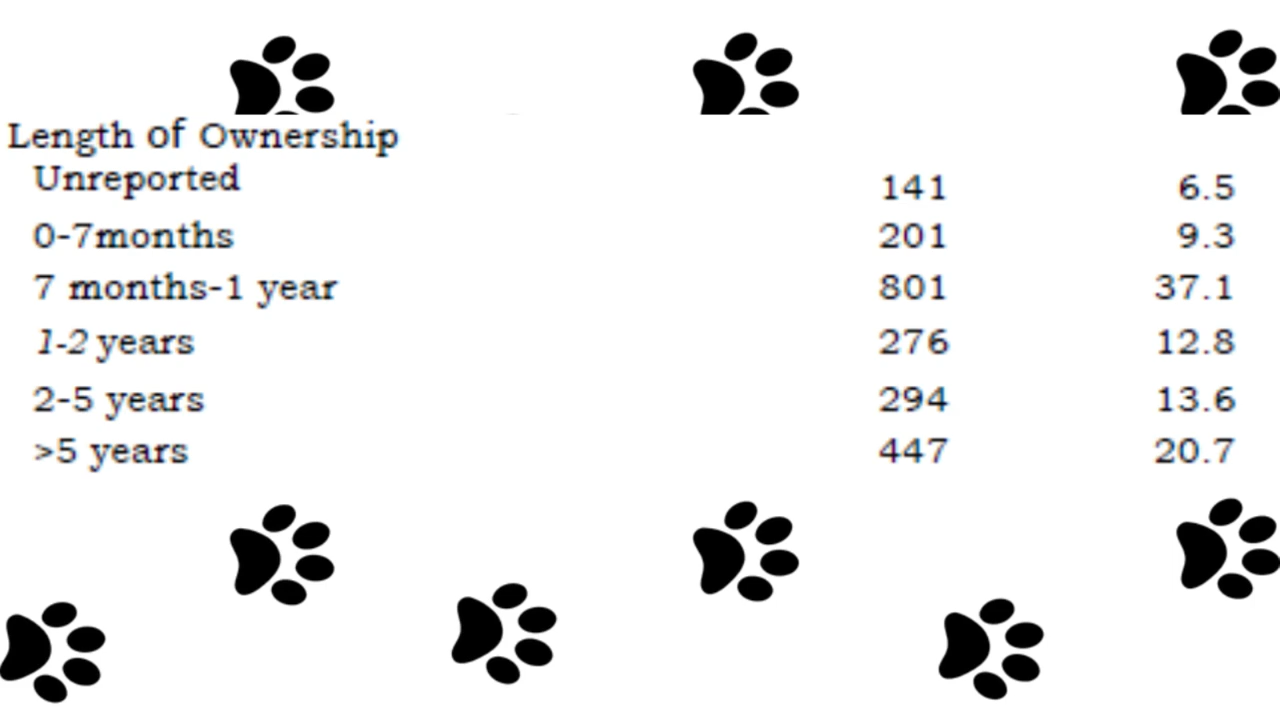 Length of Ownership
Unreported 141 6.5
0-7months 201 9.3
7 months-1 year 801 37.1
1-2 years 276 12.8
2-5 years 294 13.6
>5 years 447 20.7